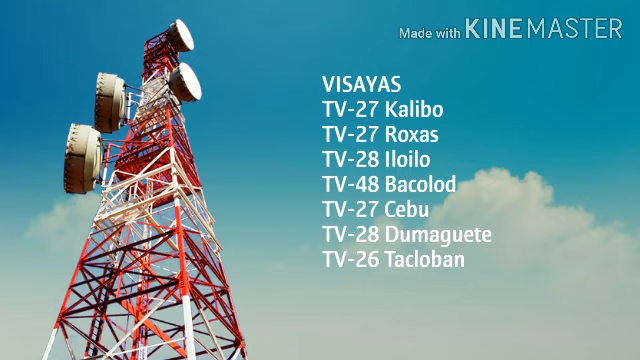 Made with KINEMASTER
VISAYAS
TV-27 Kalibo
TV-27 Roxas
TV-28 Iloilo
TV-48 Bacolod
TV-27 Cebu
TV-28 Dumaguete
TV-26 Tacloban